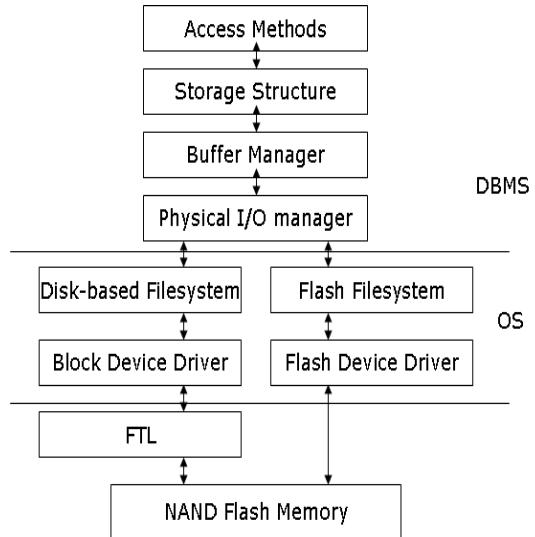 Access Methods
Storage Structure
Buffer Manager
DBMS
Physical I/O manager
Disk-based Filesystem
Flash Filesystem
OS
Block Device Driver
Flash Device Driver
FTL
NAND Flash Memory